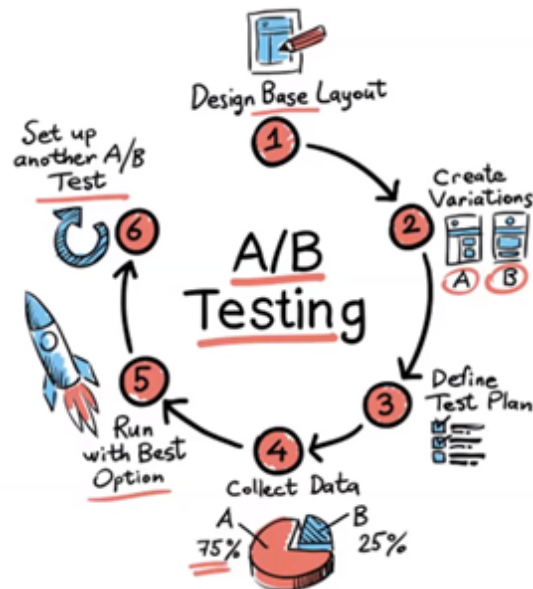 Design Base Layout
1
2
Create
Variations
A B
3
Define
Test Plan
4
Collect Data
A B
75% 25%
5
Run
with Best
Option
6
Set up
another A/B
Test
A/B
Testing